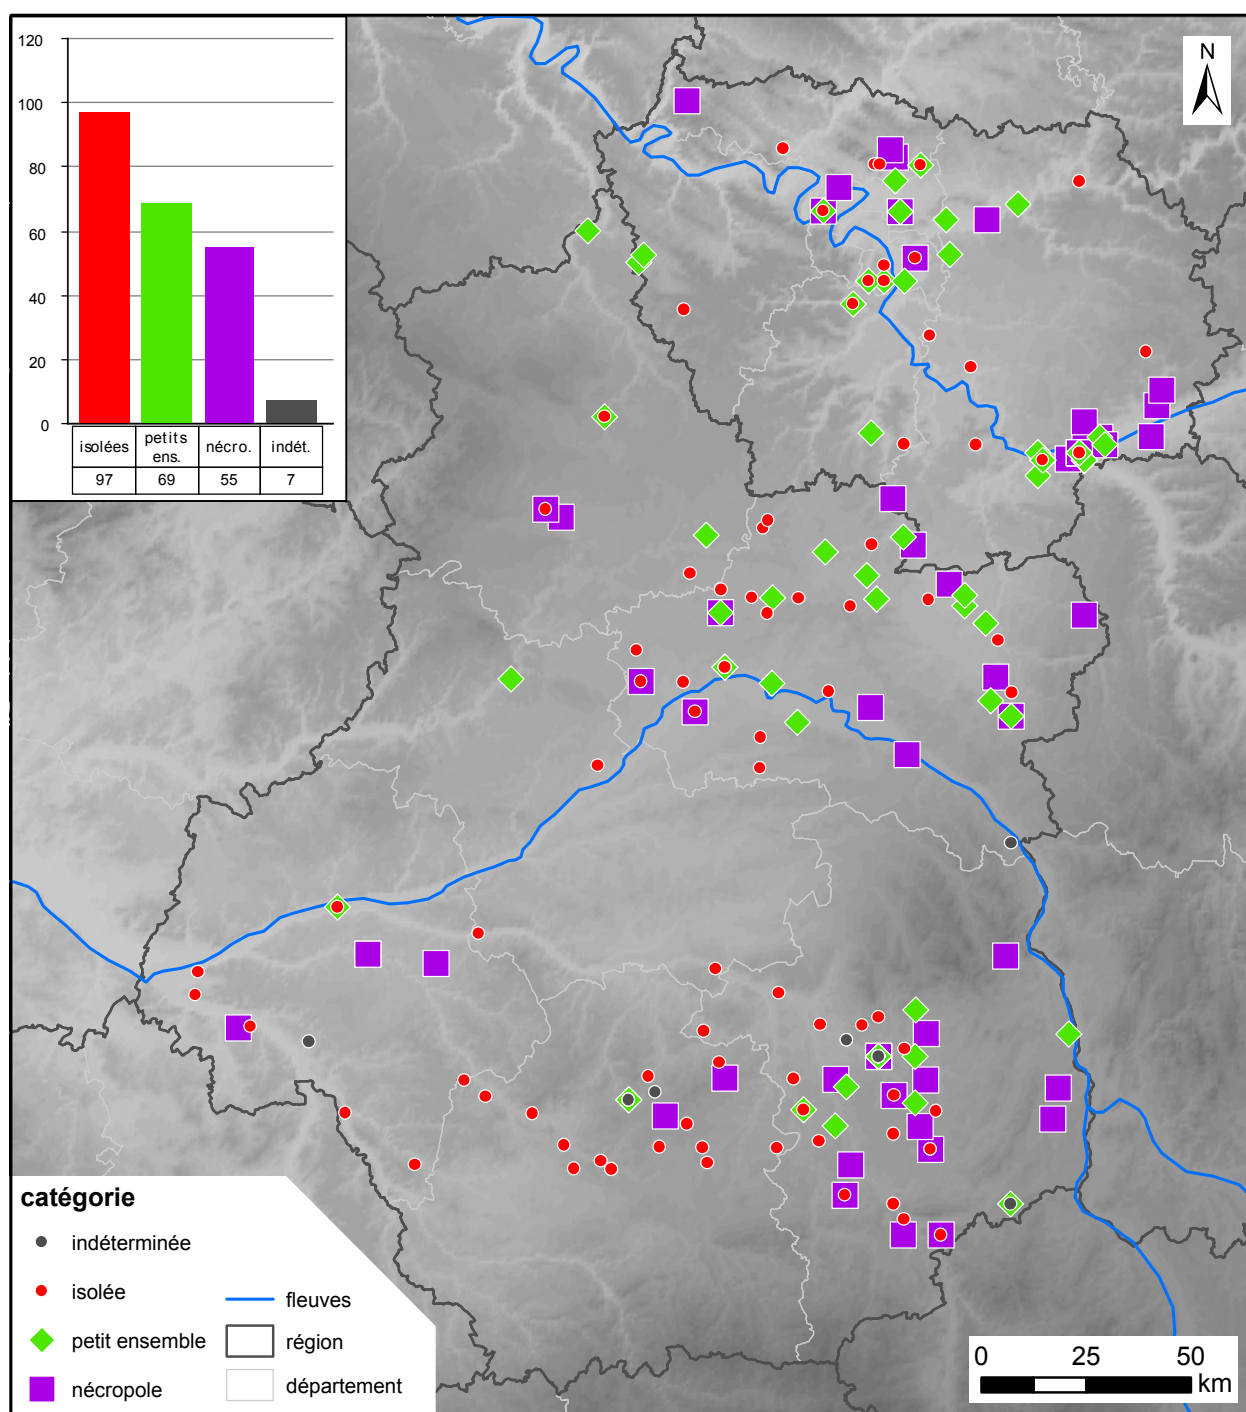 120
100
80
60
40
20
0
isolées petits ens. nécro. indét.
97 69 55 7
N
catégorie
indéterminée
isolée
petit ensemble
nécropole
fleuves
région
département
0 25 50
km